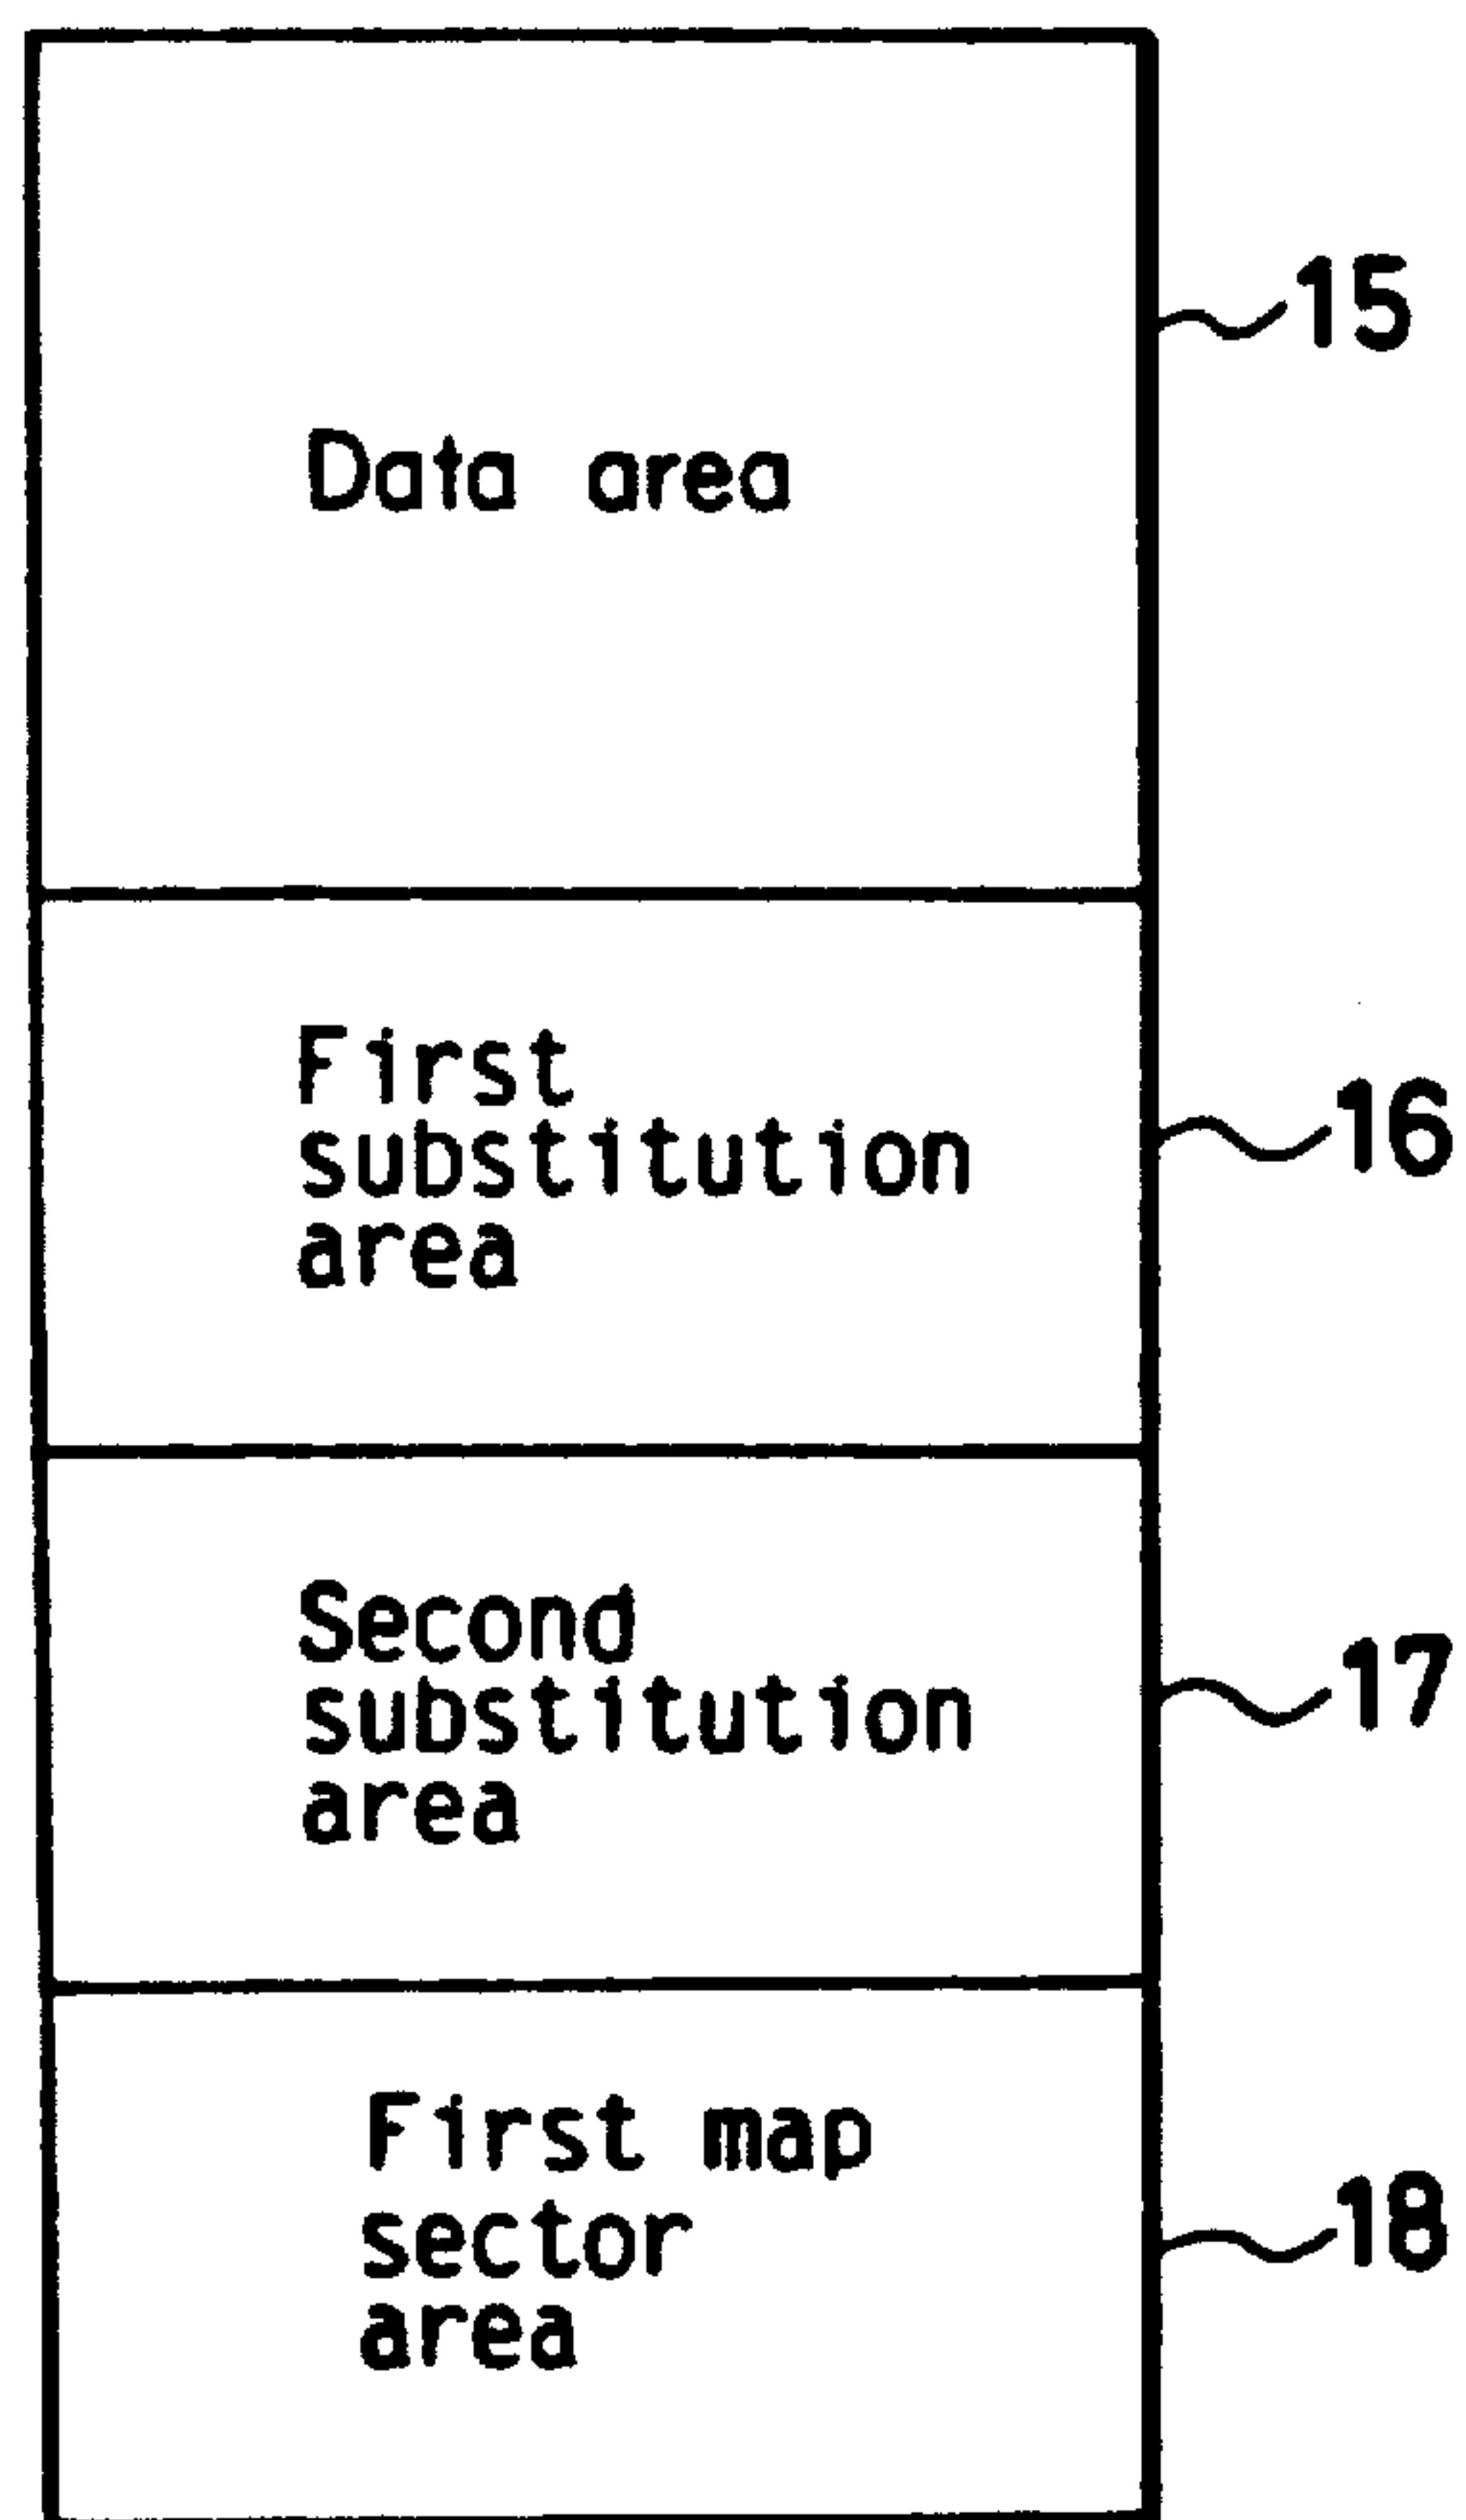 15
Data area
First
substitution
area
16
Second
substitution
area
17
First map
sector
area
18